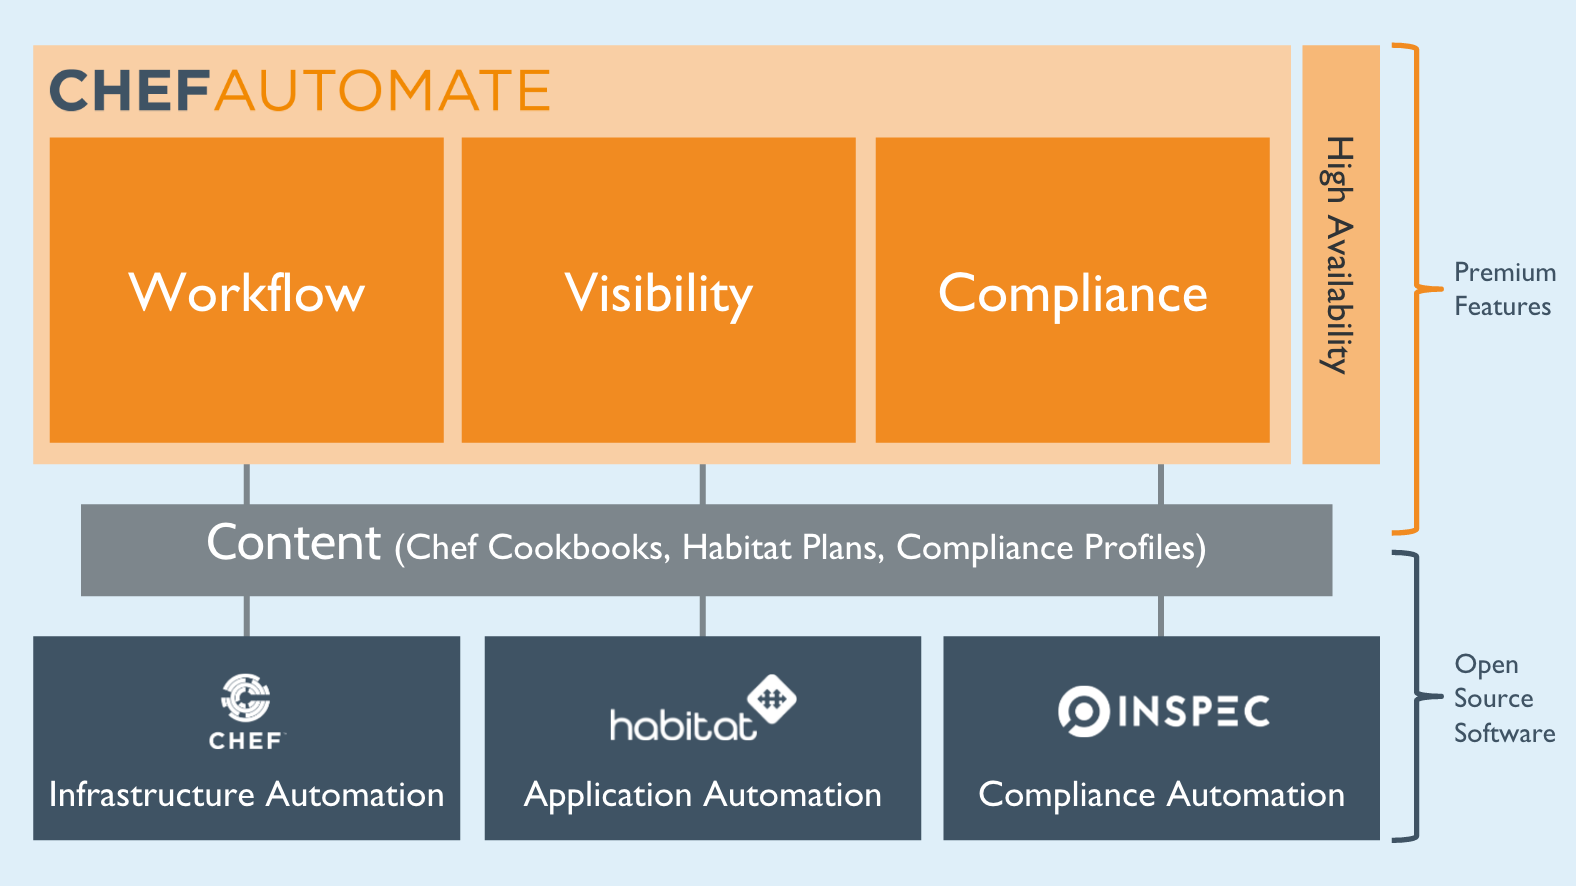 CHEFAUTOMATE
Workflow
Visibility
Compliance
High Availability
Premium
Features
Content (Chef Cookbooks, Habitat Plans, Compliance Profiles)
CHEF
Infrastructure Automation
habitat
Application Automation
INSPEC
Compliance Automation
Open
Source
Software